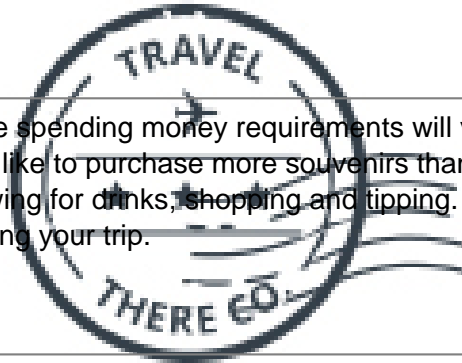 TRAVEL
e spending money requirements will
like to purchase more souvenirs than
ing for drinks, shopping and tipping.
ng your trip.
THERE CO.